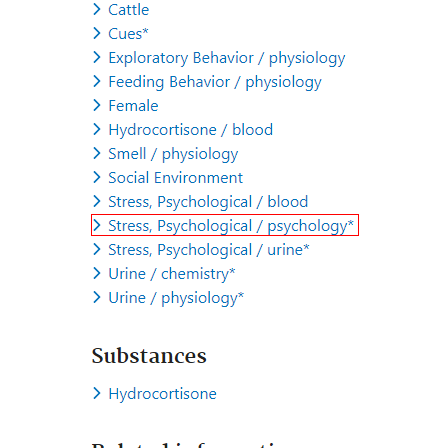 Cattle
Cues*
Exploratory Behavior / physiology
Feeding Behavior / physiology
Female
Hydrocortisone / blood
Smell / physiology
Social Environment
Stress, Psychological / blood
Stress, Psychological / psychology*
Stress, Psychological / urine*
Urine / chemistry*
Urine / physiology*
Substances
Hydrocortisone